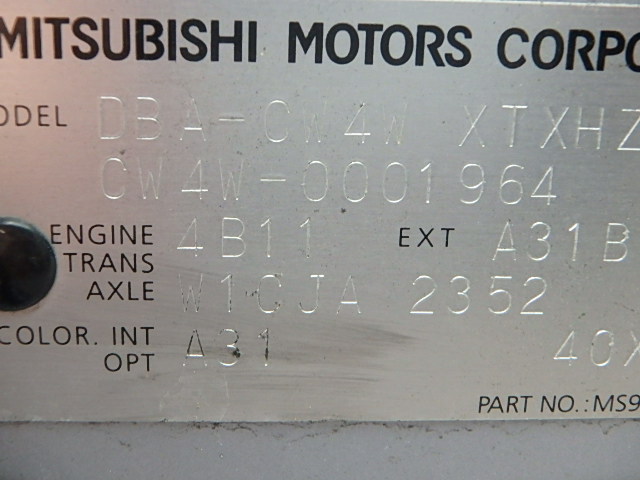 MITSUBISHI MOTORS CORPO
MODEL DBA-CW4W XTXHZ
CW4W-0001964
ENGINE 4B11 EXT A31B
TRANS
AXLE W1CJA 2352
COLOR. INT A31
OPT 40X
PART NO.:MS9